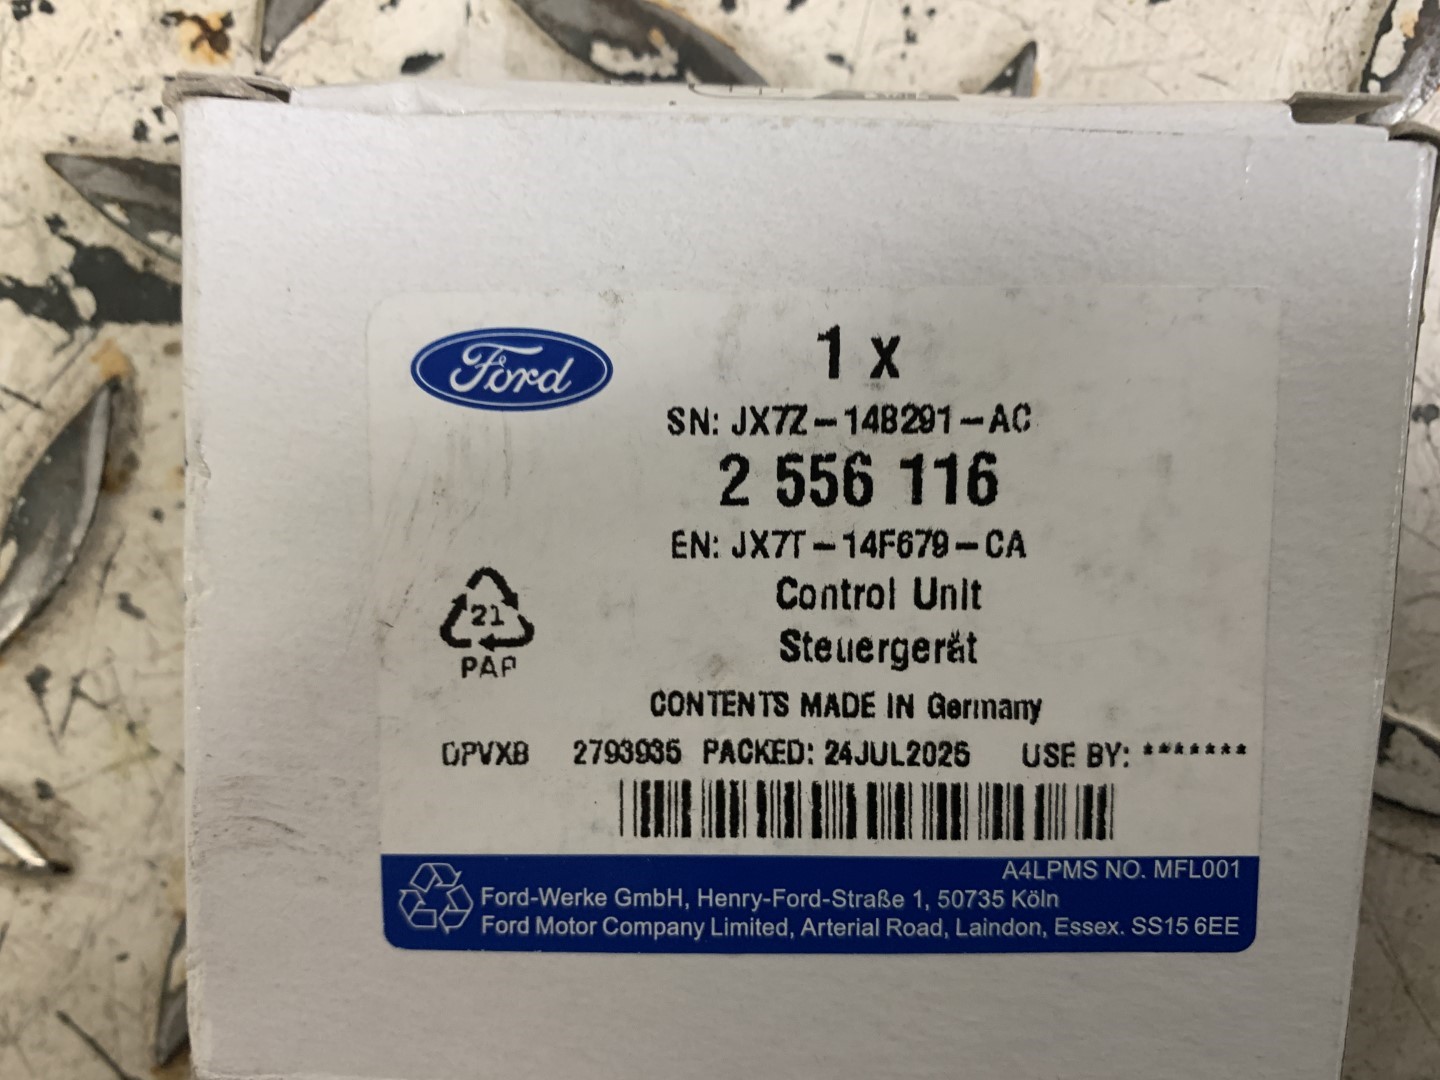 Ford
1 x
SN: JX7Z-14B291-AC
2 556 116
EN: JX7T-14F679-CA
Control Unit
Steuergerät
21
PAP
CONTENTS MADE IN Germany
DPVXB 2793935 PACKED: 24JUL2025 USE BY: *******
A4LPMS NO. MFL001
Ford-Werke GmbH, Henry-Ford-Straße 1, 50735 Köln
Ford Motor Company Limited, Arterial Road, Laindon, Essex. SS15 6EE